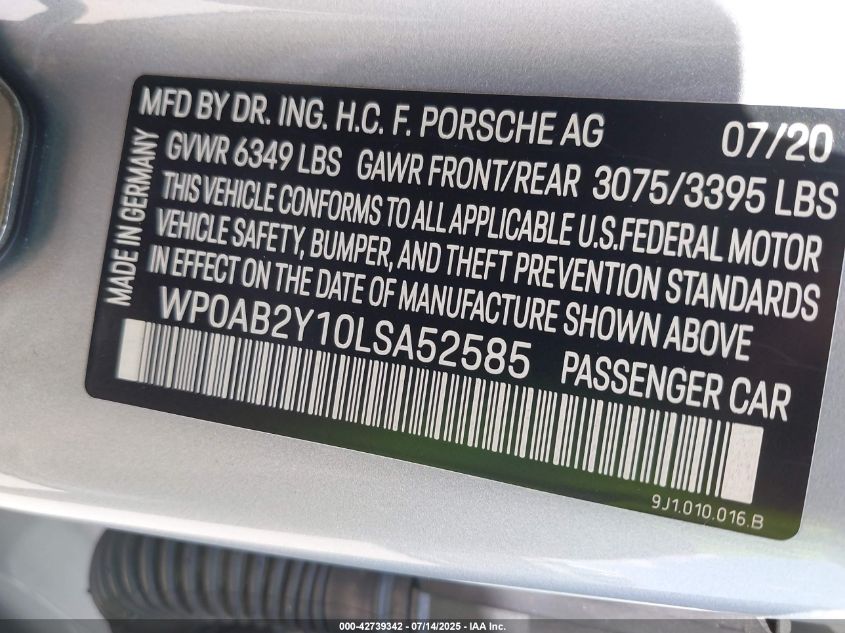 MFD BY DR. ING. H.C. F. PORSCHE AG 07/20
GVWR 6349 LBS GAWR FRONT/REAR 3075/3395 LBS
THIS VEHICLE CONFORMS TO ALL APPLICABLE U.S.FEDERAL MOTOR
VEHICLE SAFETY, BUMPER, AND THEFT PREVENTION STANDARDS
IN EFFECT ON THE DATE OF MANUFACTURE SHOWN ABOVE
MADE IN GERMANY
WP0AB2Y10LSA52585 PASSENGER CAR
9J1.010.016.B
000-42739342 - 07/14/2025 - IAA Inc.